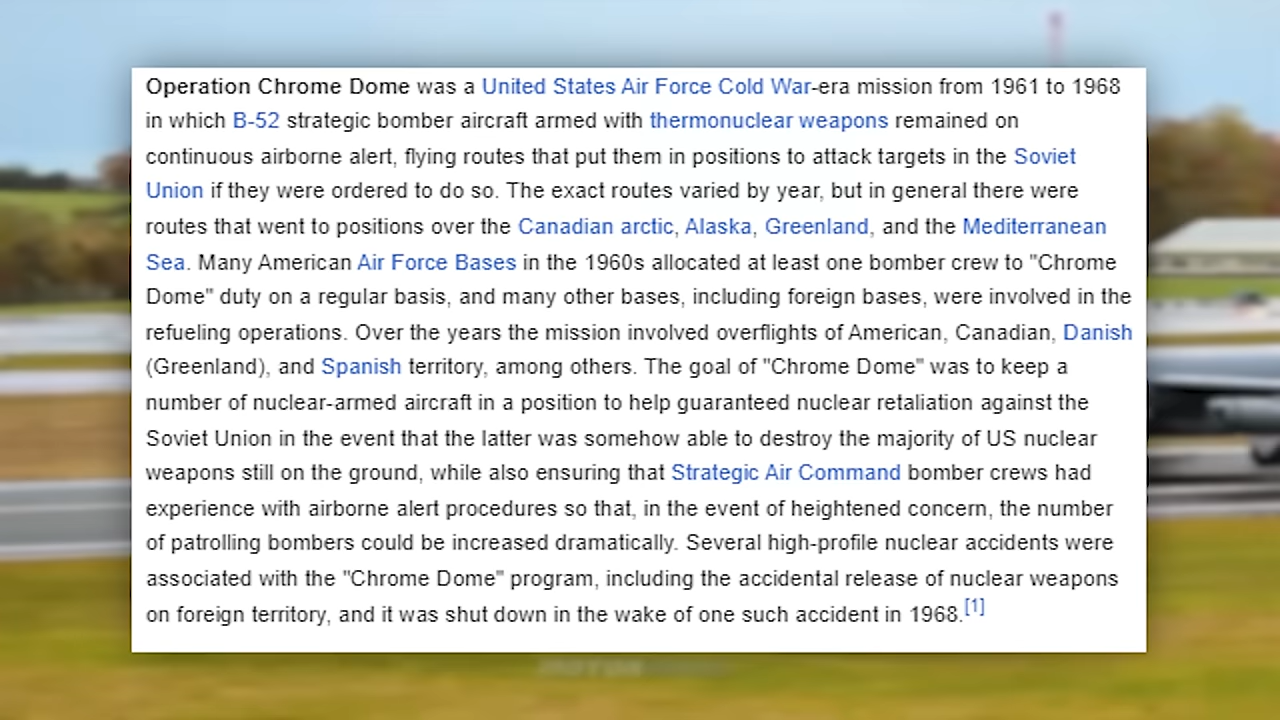 Operation Chrome Dome was a United States Air Force Cold War-era mission from 1961 to 1968
in which B-52 strategic bomber aircraft armed with thermonuclear weapons remained on
continuous airborne alert, flying routes that put them in positions to attack targets in the Soviet
Union if they were ordered to do so. The exact routes varied by year, but in general there were
routes that went to positions over the Canadian arctic, Alaska, Greenland, and the Mediterranean
Sea. Many American Air Force Bases in the 1960s allocated at least one bomber crew to "Chrome
Dome" duty on a regular basis, and many other bases, including foreign bases, were involved in the
refueling operations. Over the years the mission involved overflights of American, Canadian, Danish
(Greenland), and Spanish territory, among others. The goal of "Chrome Dome" was to keep a
number of nuclear-armed aircraft in a position to help guaranteed nuclear retaliation against the
Soviet Union in the event that the latter was somehow able to destroy the majority of US nuclear
weapons still on the ground, while also ensuring that Strategic Air Command bomber crews had
experience with airborne alert procedures so that, in the event of heightened concern, the number
of patrolling bombers could be increased dramatically. Several high-profile nuclear accidents were
associated with the "Chrome Dome" program, including the accidental release of nuclear weapons
on foreign territory, and it was shut down in the wake of one such accident in 1968.[1]